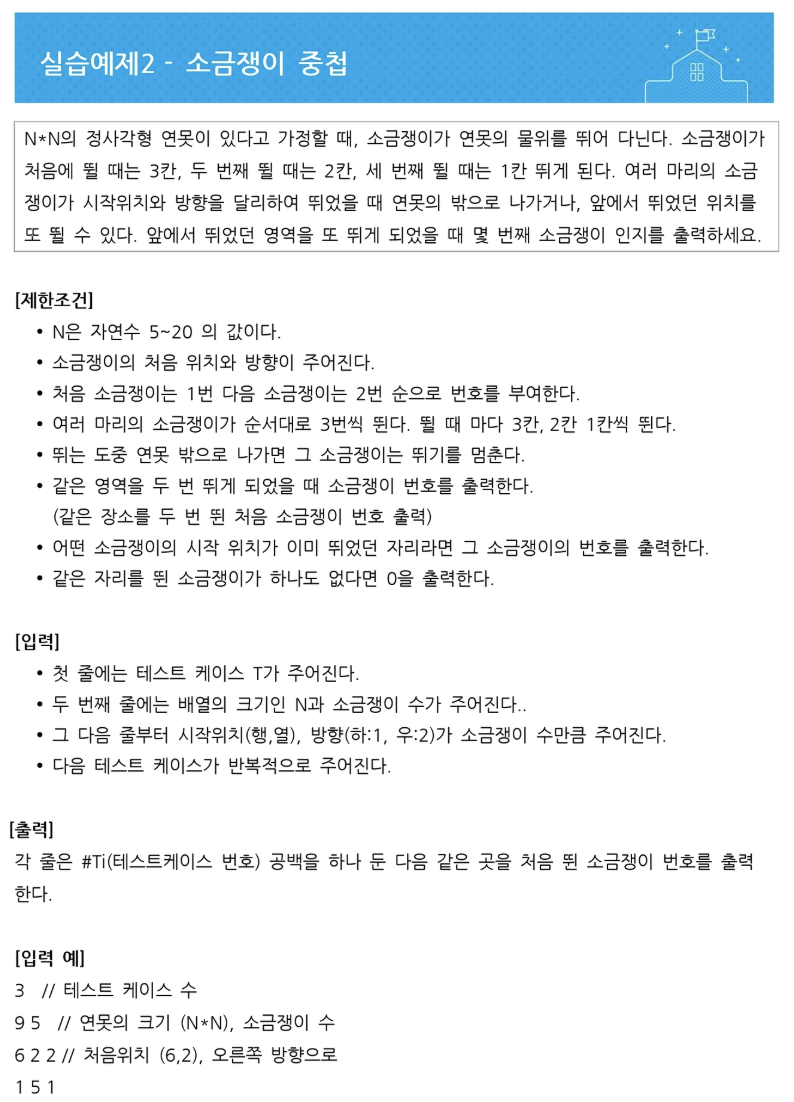 실습예제2 - 소금쟁이 중첩
N*N의 정사각형 연못이 있다고 가정할 때, 소금쟁이가 연못의 물위를 뛰어 다닌다. 소금쟁이가
처음에 뛸 때는 3칸, 두 번째 뛸 때는 2칸, 세 번째 뛸 때는 1칸 뛰게 된다. 여러 마리의 소금
쟁이가 시작위치와 방향을 달리하여 뛰었을 때 연못의 밖으로 나가거나, 앞에서 뛰었던 위치를
또 뛸 수 있다. 앞에서 뛰었던 영역을 또 뛰게 되었을 때 몇 번째 소금쟁이 인지를 출력하세요.
[제한조건]
• N은 자연수 5~20 의 값이다.
• 소금쟁이의 처음 위치와 방향이 주어진다.
• 처음 소금쟁이는 1번 다음 소금쟁이는 2번 순으로 번호를 부여한다.
• 여러 마리의 소금쟁이가 순서대로 3번씩 뛴다. 뛸 때 마다 3칸, 2칸 1칸씩 뛴다.
• 뛰는 도중 연못 밖으로 나가면 그 소금쟁이는 뛰기를 멈춘다.
• 같은 영역을 두 번 뛰게 되었을 때 소금쟁이 번호를 출력한다.
(같은 장소를 두 번 뛴 처음 소금쟁이 번호 출력)
• 어떤 소금쟁이의 시작 위치가 이미 뛰었던 자리라면 그 소금쟁이의 번호를 출력한다.
• 같은 자리를 뛴 소금쟁이가 하나도 없다면 0을 출력한다.
[입력]
• 첫 줄에는 테스트 케이스 T가 주어진다.
• 두 번째 줄에는 배열의 크기인 N과 소금쟁이 수가 주어진다..
• 그 다음 줄부터 시작위치(행,열), 방향(하:1, 우:2)가 소금쟁이 수만큼 주어진다.
• 다음 테스트 케이스가 반복적으로 주어진다.
[출력]
각 줄은 #Ti(테스트케이스 번호) 공백을 하나 둔 다음 같은 곳을 처음 뛴 소금쟁이 번호를 출력
한다.
[입력 예]
3 // 테스트 케이스 수
9 5 // 연못의 크기 (N*N), 소금쟁이 수
6 2 2 // 처음위치 (6,2), 오른쪽 방향으로
1 5 1